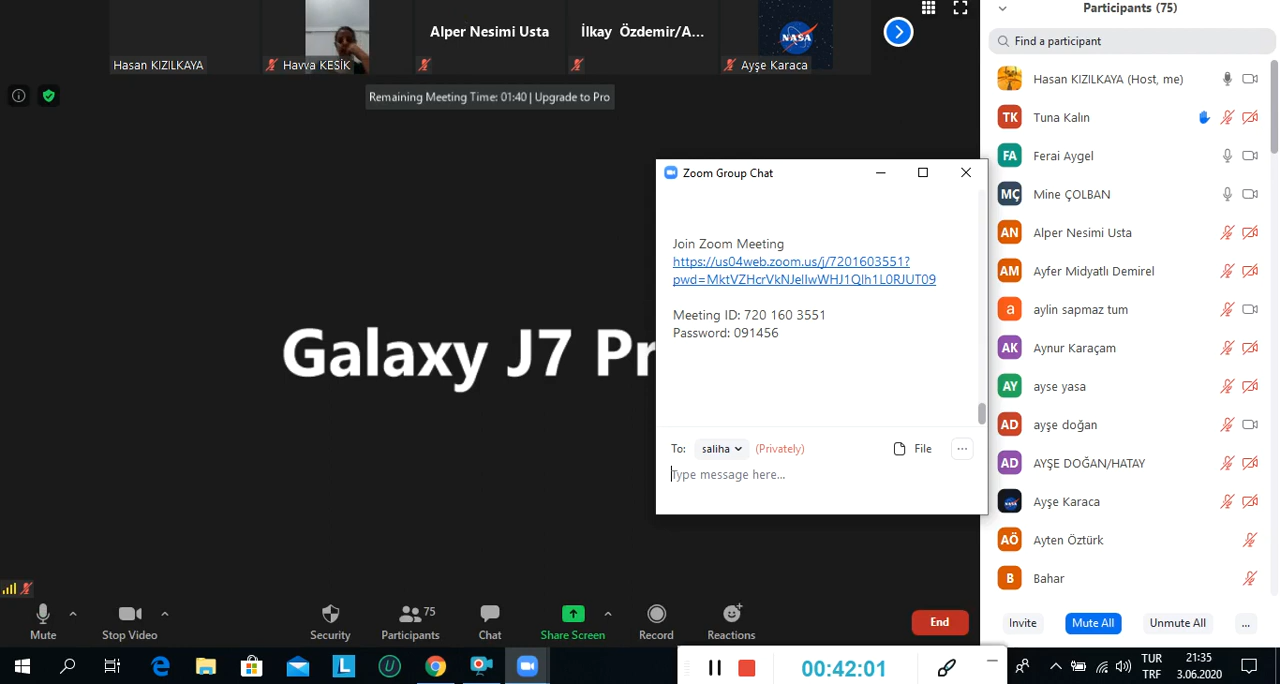 Hasan KIZILKAYA
Havva KESİK
Alper Nesimi Usta
İlkay Özdemir/A...
NASA
Ayşe Karaca
Remaining Meeting Time: 01:40 | Upgrade to Pro
Galaxy J7 Pr
Zoom Group Chat
Join Zoom Meeting
https://us04web.zoom.us/j/7201603551?
pwd=MktVZHcrVkNJellwWHJ1Qlh1L0RJUT09
Meeting ID: 720 160 3551
Password: 091456
To: saliha (Privately) File ...
Type message here...
Participants (75)
Find a participant
Hasan KIZILKAYA (Host, me)
TK Tuna Kalın
FA Ferai Aygel
MÇ Mine ÇOLBAN
AN Alper Nesimi Usta
AM Ayfer Midyatlı Demirel
a aylin sapmaz tum
AK Aynur Karaçam
AY ayse yasa
AD ayşe doğan
AD AYŞE DOĞAN/HATAY
Ayşe Karaca
AÖ Ayten Öztürk
B Bahar
Invite Mute All Unmute All ...
75
Mute Stop Video Security Participants Chat Share Screen Record Reactions End
00:42:01
TUR 21:35
TRF 3.06.2020